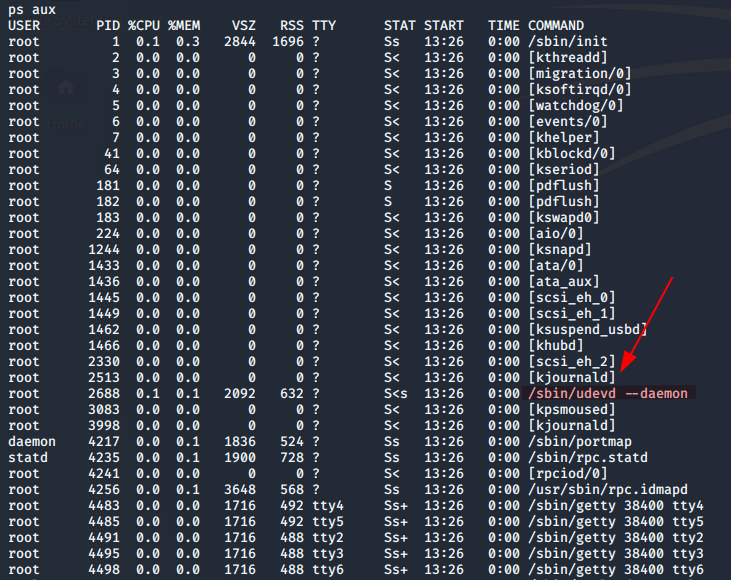 ps aux
USER PID %CPU %MEM VSZ RSS TTY STAT START TIME COMMAND
root 1 0.1 0.3 2844 1696 ? Ss 13:26 0:00 /sbin/init
root 2 0.0 0.0 0 0 ? S< 13:26 0:00 [kthreadd]
root 3 0.0 0.0 0 0 ? S< 13:26 0:00 [migration/0]
root 4 0.0 0.0 0 0 ? S< 13:26 0:00 [ksoftirqd/0]
root 5 0.0 0.0 0 0 ? S< 13:26 0:00 [watchdog/0]
root 6 0.0 0.0 0 0 ? S< 13:26 0:00 [events/0]
root 7 0.0 0.0 0 0 ? S< 13:26 0:00 [khelper]
root 41 0.0 0.0 0 0 ? S< 13:26 0:00 [kblockd/0]
root 64 0.0 0.0 0 0 ? S< 13:26 0:00 [kseriod]
root 181 0.0 0.0 0 0 ? S 13:26 0:00 [pdflush]
root 182 0.0 0.0 0 0 ? S 13:26 0:00 [pdflush]
root 183 0.0 0.0 0 0 ? S< 13:26 0:00 [kswapd0]
root 224 0.0 0.0 0 0 ? S< 13:26 0:00 [aio/0]
root 1244 0.0 0.0 0 0 ? S< 13:26 0:00 [ksnapd]
root 1433 0.0 0.0 0 0 ? S< 13:26 0:00 [ata/0]
root 1436 0.0 0.0 0 0 ? S< 13:26 0:00 [ata_aux]
root 1445 0.0 0.0 0 0 ? S< 13:26 0:00 [scsi_eh_0]
root 1449 0.0 0.0 0 0 ? S< 13:26 0:00 [scsi_eh_1]
root 1462 0.0 0.0 0 0 ? S< 13:26 0:00 [ksuspend_usbd]
root 1466 0.0 0.0 0 0 ? S< 13:26 0:00 [khubd]
root 2330 0.0 0.0 0 0 ? S< 13:26 0:00 [scsi_eh_2]
root 2513 0.0 0.0 0 0 ? S< 13:26 0:00 [kjournald]
root 2688 0.1 0.1 2092 632 ? S<s 13:26 0:00 /sbin/udevd --daemon
root 3083 0.0 0.0 0 0 ? S< 13:26 0:00 [kpsmoused]
root 3998 0.0 0.0 0 0 ? S< 13:26 0:00 [kjournald]
daemon 4217 0.0 0.1 1836 524 ? Ss 13:26 0:00 /sbin/portmap
statd 4235 0.0 0.1 1900 728 ? Ss 13:26 0:00 /sbin/rpc.statd
root 4241 0.0 0.0 0 0 ? S< 13:26 0:00 [rpciod/0]
root 4256 0.0 0.1 3648 568 ? Ss 13:26 0:00 /usr/sbin/rpc.idmapd
root 4483 0.0 0.0 1716 492 tty4 Ss+ 13:26 0:00 /sbin/getty 38400 tty4
root 4485 0.0 0.0 1716 492 tty5 Ss+ 13:26 0:00 /sbin/getty 38400 tty5
root 4491 0.0 0.0 1716 488 tty2 Ss+ 13:26 0:00 /sbin/getty 38400 tty2
root 4495 0.0 0.0 1716 488 tty3 Ss+ 13:26 0:00 /sbin/getty 38400 tty3
root 4498 0.0 0.0 1716 488 tty6 Ss+ 13:26 0:00 /sbin/getty 38400 tty6